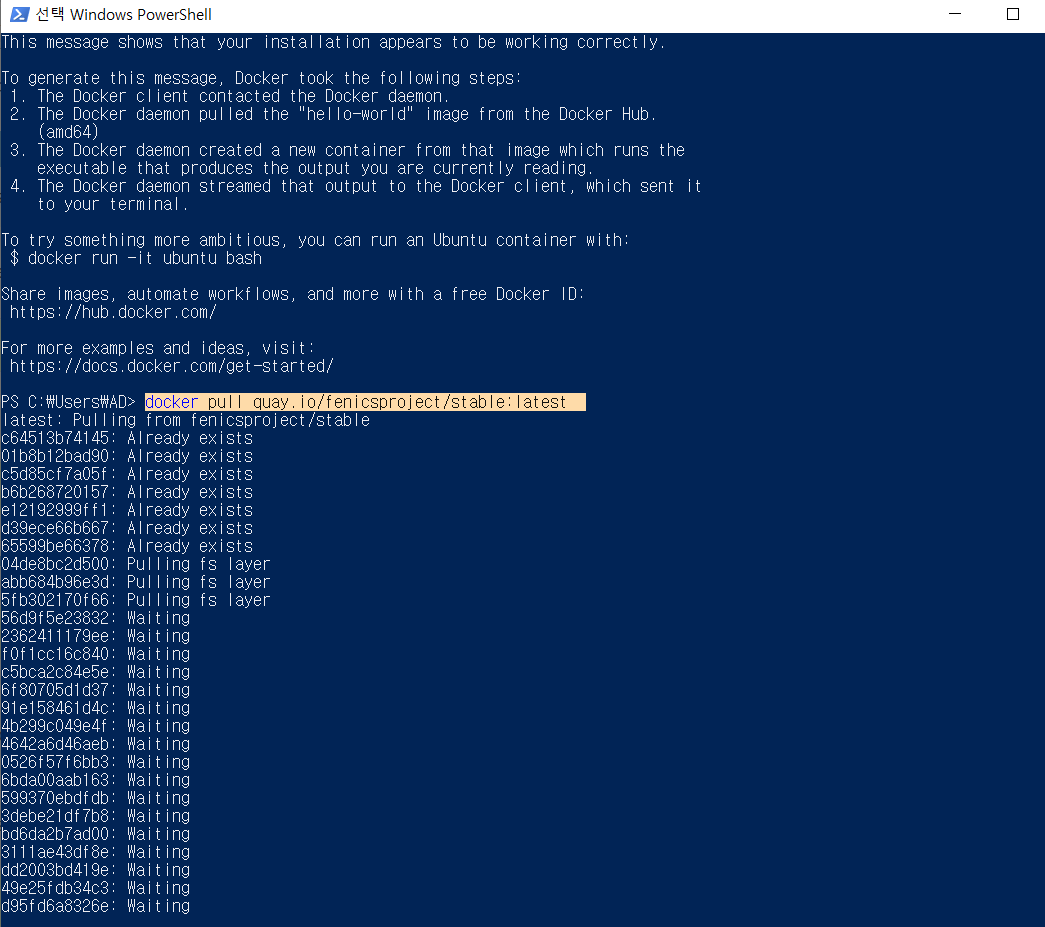 선택 Windows PowerShell
This message shows that your installation appears to be working correctly.
To generate this message, Docker took the following steps:
1. The Docker client contacted the Docker daemon.
2. The Docker daemon pulled the "hello-world" image from the Docker Hub.
(amd64)
3. The Docker daemon created a new container from that image which runs the
executable that produces the output you are currently reading.
4. The Docker daemon streamed that output to the Docker client, which sent it
to your terminal.
To try something more ambitious, you can run an Ubuntu container with:
$ docker run -it ubuntu bash
Share images, automate workflows, and more with a free Docker ID:
https://hub.docker.com/
For more examples and ideas, visit:
https://docs.docker.com/get-started/
PS C:₩Users₩AD> docker pull quay.io/fenicsproject/stable:latest
latest: Pulling from fenicsproject/stable
c64513b74145: Already exists
01b8b12bad90: Already exists
c5d85cf7a05f: Already exists
b6b268720157: Already exists
e12192999ff1: Already exists
d39ece66b667: Already exists
65599be66378: Already exists
04de8bc2d500: Pulling fs layer
abb684b96e3d: Pulling fs layer
5fb302170f66: Pulling fs layer
56d9f5e23832: Waiting
2362411179ee: Waiting
f0f1cc16c840: Waiting
c5bca2c84e5e: Waiting
6f80705d1d37: Waiting
91e158461d4c: Waiting
4b299c049e4f: Waiting
4642a6d46aeb: Waiting
0526f57f6bb3: Waiting
6bda00aab163: Waiting
599370ebdfdb: Waiting
3debe21df7b8: Waiting
bd6da2b7ad00: Waiting
3111ae43df8e: Waiting
dd2003bd419e: Waiting
49e25fdb34c3: Waiting
d95fd6a8326e: Waiting